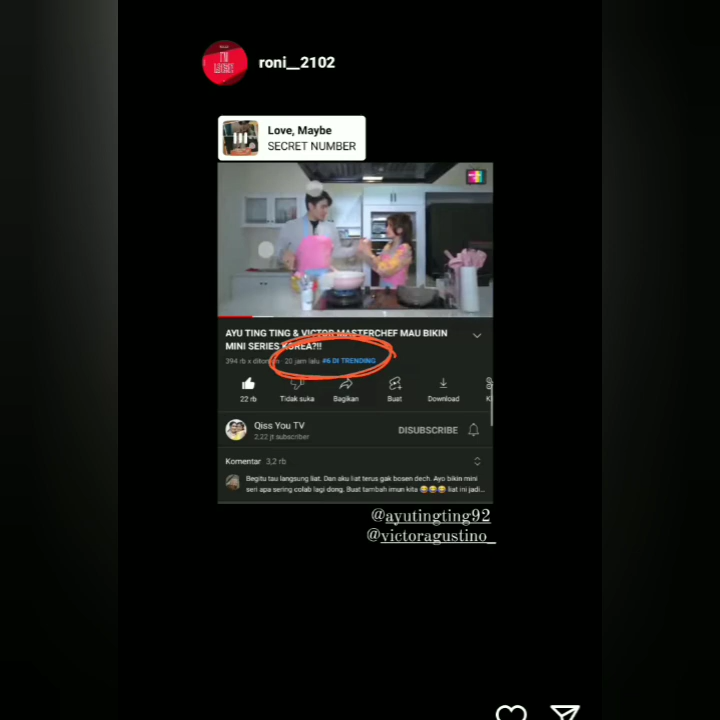 roni__2102
Love, Maybe
SECRET NUMBER
AYU TING TING & VICTOR MASTERCHEF MAU BIKIN
MINI SERIES KOREA?!!
394 rb x 20 jam lalu #6 DI TRENDING
22 rb
Tidak suka
Bagikan
Buat
Download
Qiss You TV
2,22 jt subscriber
DISUBSCRIBE
Komentar 3,2 rb
Begitu tau langsung liat. Dan aku liat terus gak bosen dech. Ayo bikin mini
seri apa sering colab lagi dong. Buat tambah imun kita 😂😂😂 liat ini jadi...
@ayutingting92
@victoragustino_